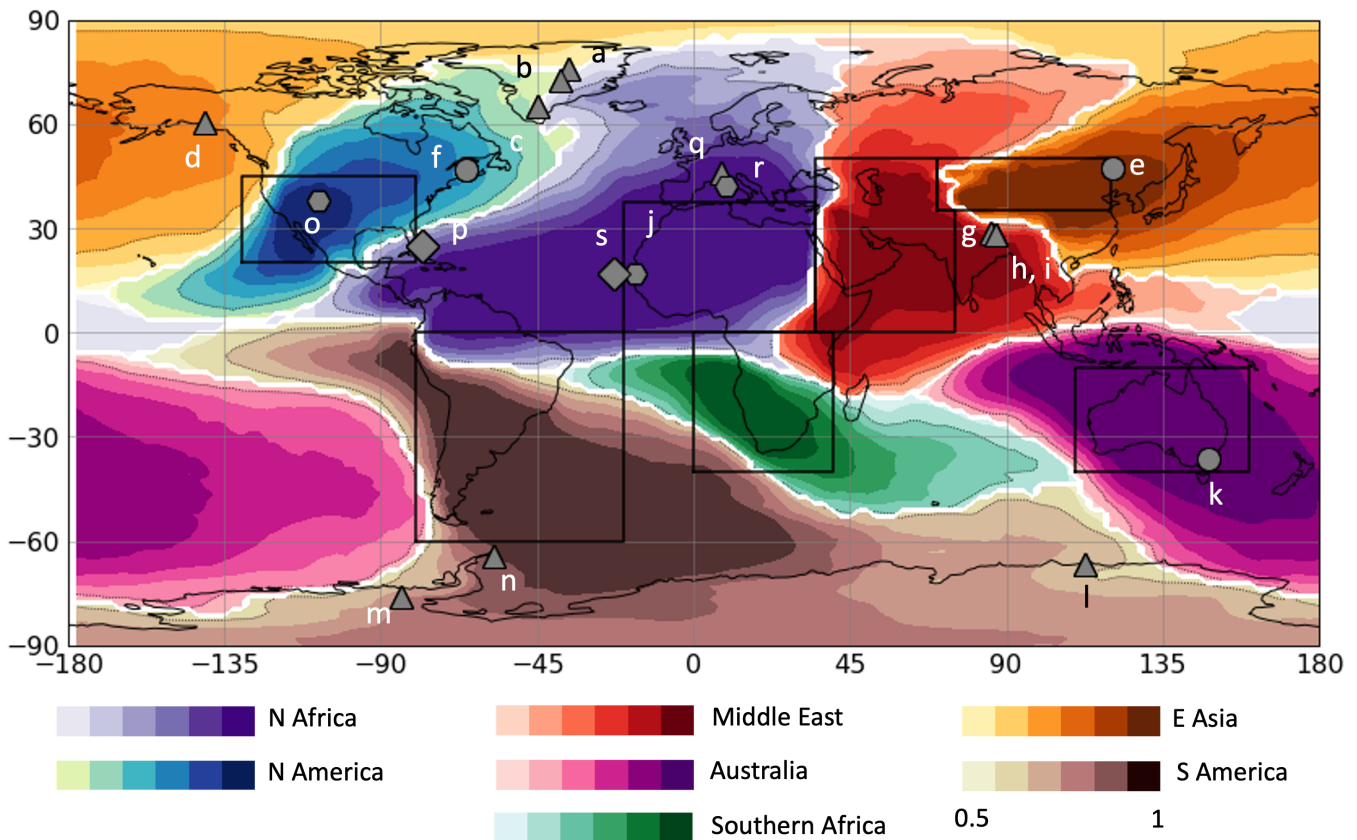 90
a
b
60
d
c
f
q
r
e
30
o
p
s
j
g
h, i
0
−30
k
−60
n
m
l
−90
−180 −135 −90 −45 0 45 90 135 180
N Africa Middle East E Asia
N America Australia S America
0.5 1
Southern Africa